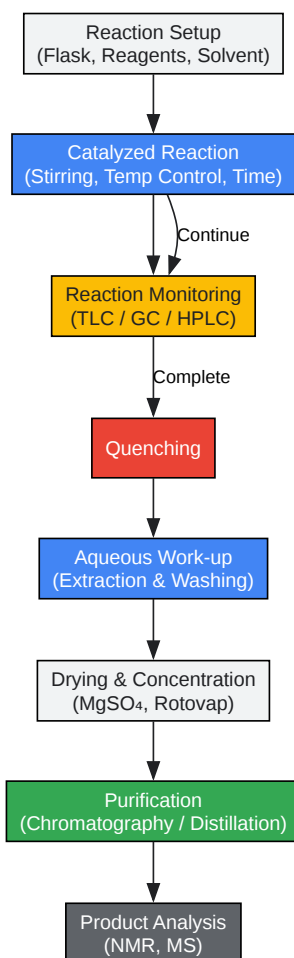 Reaction Setup
(Flask, Reagents, Solvent)
Catalyzed Reaction
(Stirring, Temp Control, Time)
Continue
Reaction Monitoring
(TLC / GC / HPLC)
Complete
Quenching
Aqueous Work-up
(Extraction & Washing)
Drying & Concentration
(MgSO₄, Rotovap)
Purification
(Chromatography / Distillation)
Product Analysis
(NMR, MS)